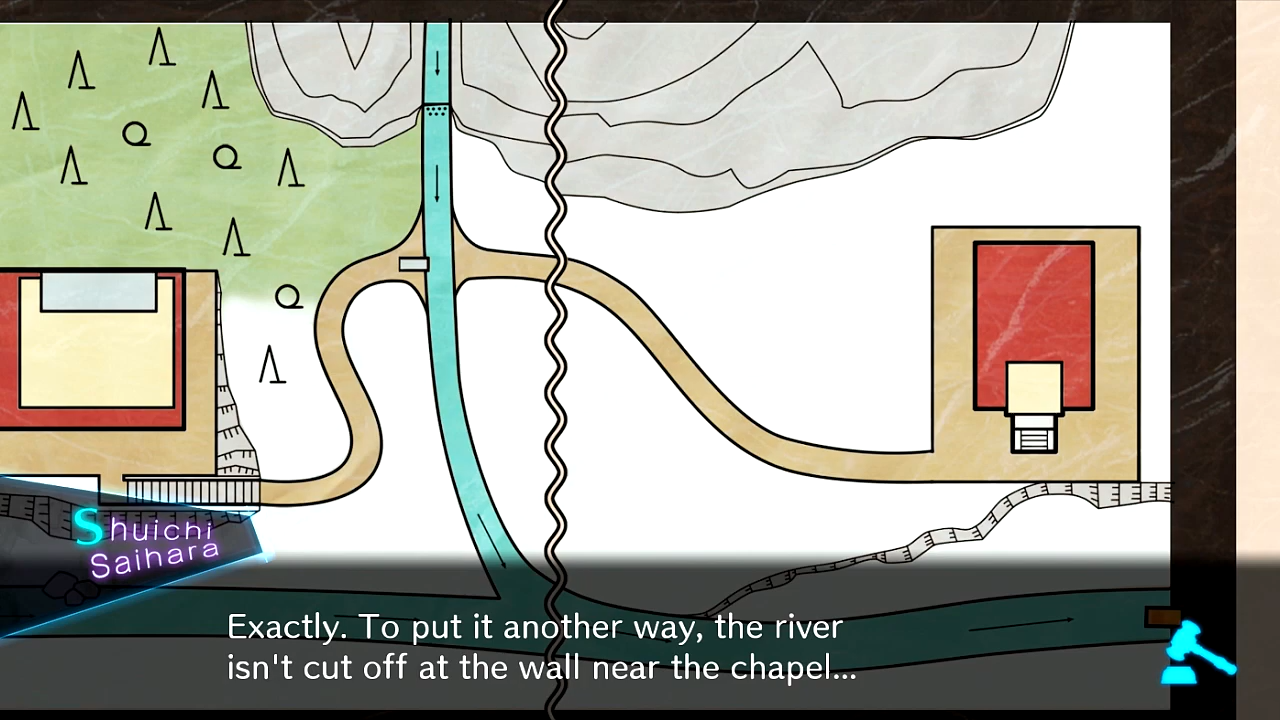 Shuichi
Saihara
Exactly. To put it another way, the river
isn't cut off at the wall near the chapel...